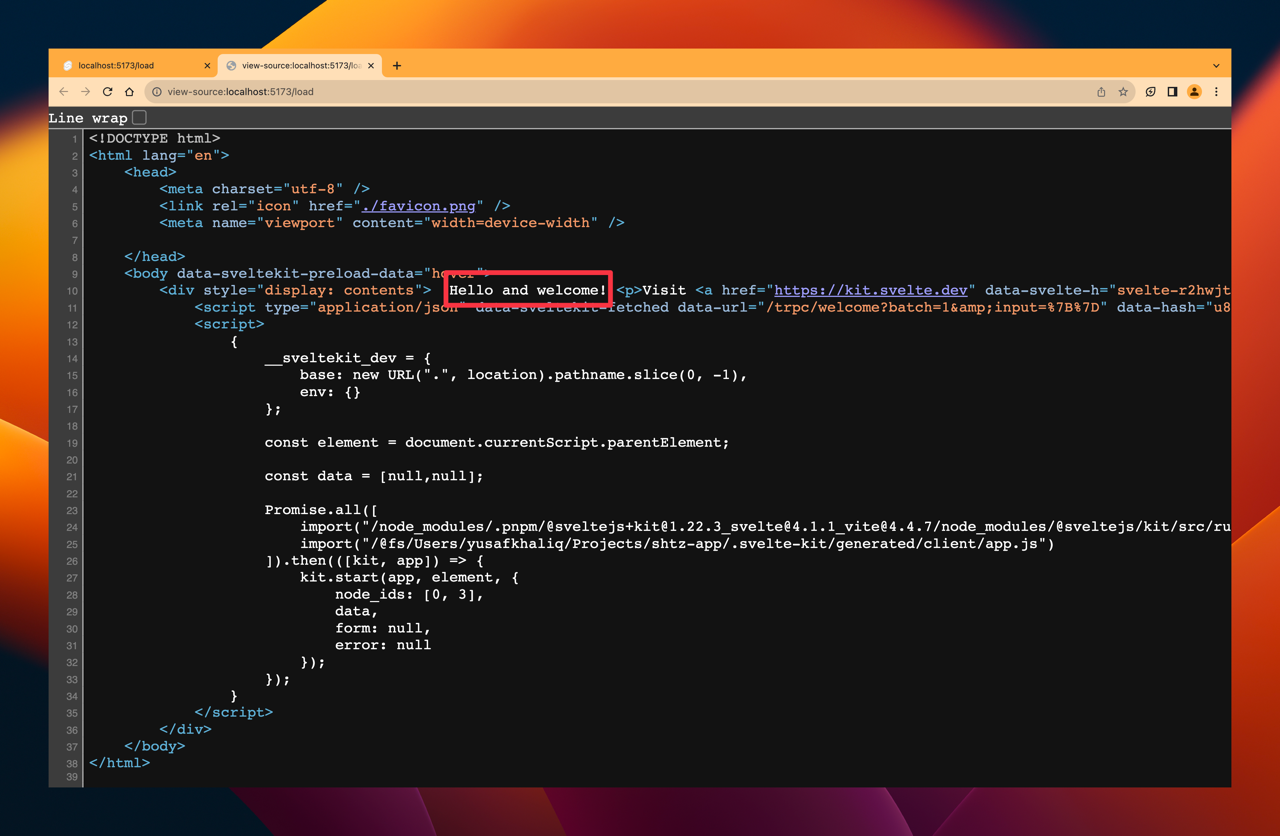 localhost:5173/load
view-source:localhost:5173/loa
view-source:localhost:5173/load
Line wrap
1 <!DOCTYPE html>
2 <html lang="en">
3 <head>
4 <meta charset="utf-8" />
5 <link rel="icon" href="./favicon.png" />
6 <meta name="viewport" content="width=device-width" />
7
8 </head>
9 <body data-sveltekit-preload-data="hover">
10 <div style="display: contents"> Hello and welcome! <p>Visit <a href="https://kit.svelte.dev" data-svelte-h="svelte-r2hwjt
11 <script type="application/json" data-sveltekit-fetched data-url="/trpc/welcome?batch=1&amp;input=%7B%7D" data-hash="u8
12 <script>
13 {
14 __sveltekit_dev = {
15 base: new URL(".", location).pathname.slice(0, -1),
16 env: {}
17 };
18
19 const element = document.currentScript.parentElement;
20
21 const data = [null,null];
22
23 Promise.all([
24 import("/node_modules/.pnpm/@sveltejs+kit@1.22.3_svelte@4.1.1_vite@4.4.7/node_modules/@sveltejs/kit/src/ru
25 import("/@fs/Users/yusafkhaliq/Projects/shtz-app/.svelte-kit/generated/client/app.js")
26 ]).then(([kit, app]) => {
27 kit.start(app, element, {
28 node_ids: [0, 3],
29 data,
30 form: null,
31 error: null
32 });
33 });
34 }
35 </script>
36 </div>
37 </body>
38 </html>
39